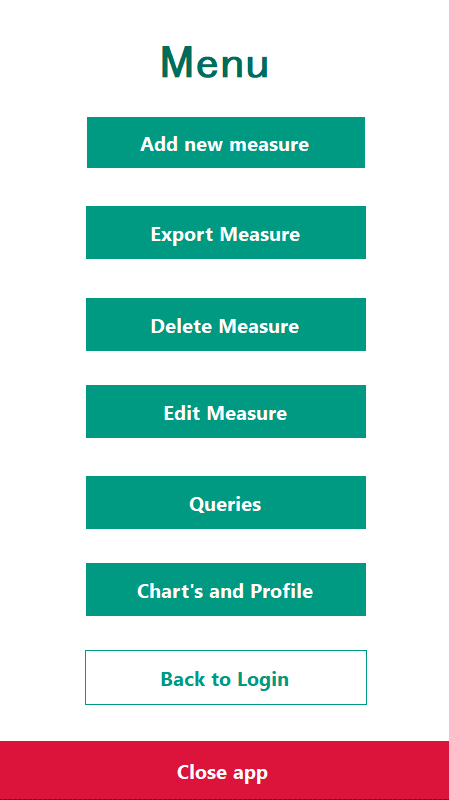 Menu
Add new measure
Export Measure
Delete Measure
Edit Measure
Queries
Chart's and Profile
Back to Login
Close app